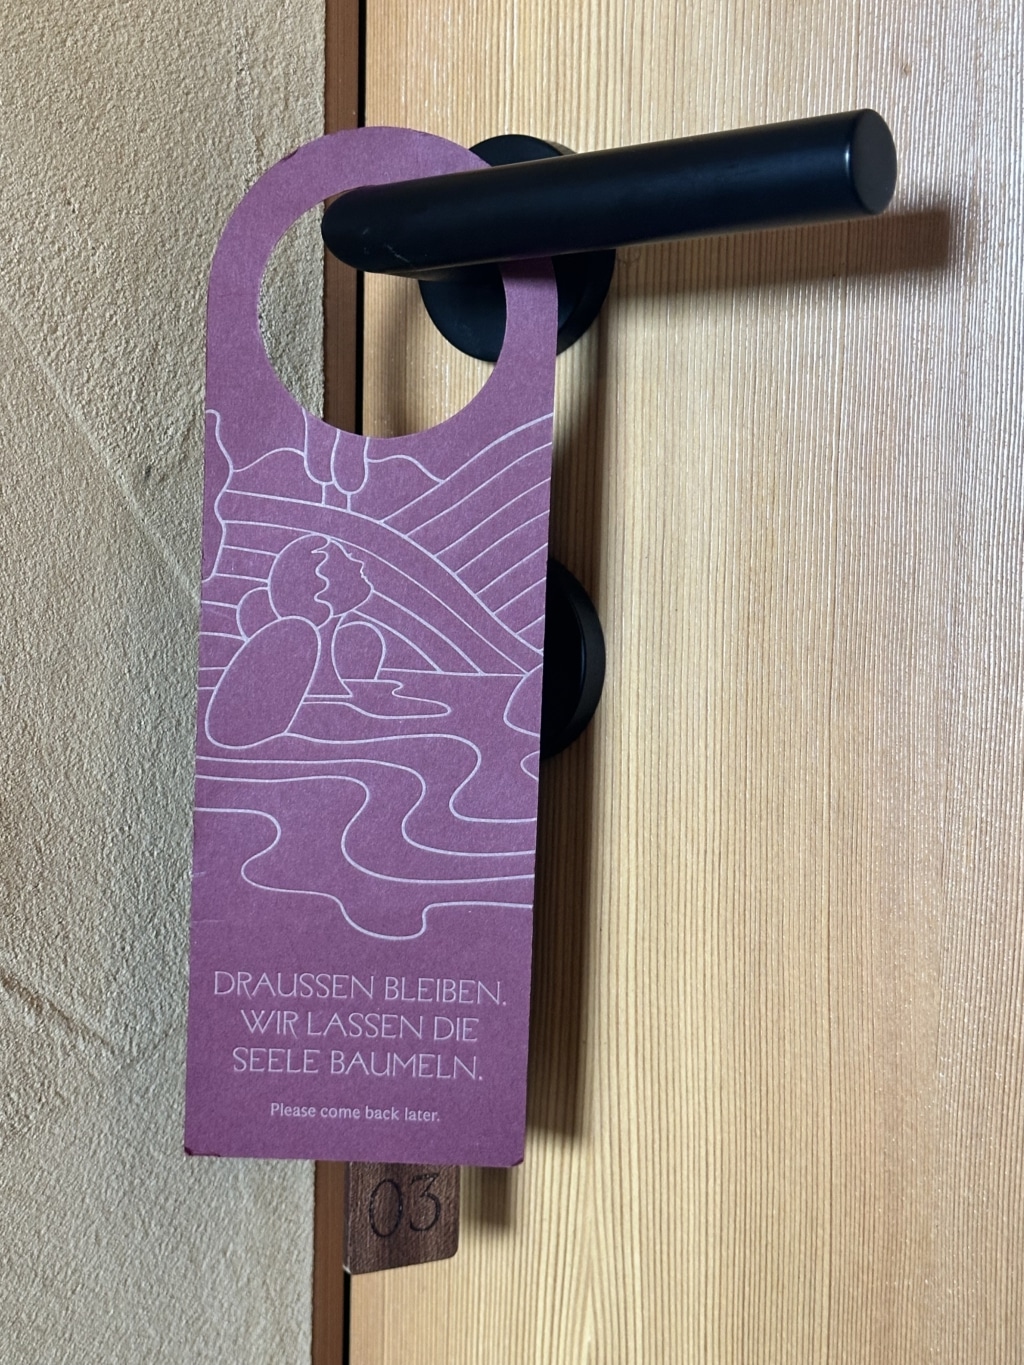 DRAUSSEN BLEIBEN.
WIR LASSEN DIE
SEELE BAUMELN.
Please come back later.
03